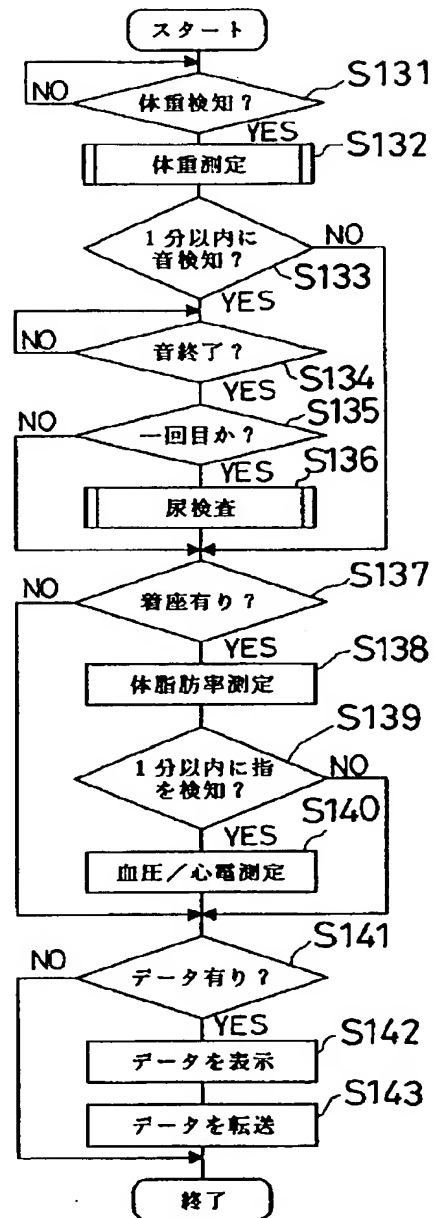 スタート
S131
NO
体重検知?
YES
S132
体重測定
1分以内に
音検知?
NO
S133
YES
NO
音終了?
S134
YES
S135
NO
一回目か?
S136
YES
尿検査
S137
NO
着座有り?
YES
S138
体脂肪率測定
S139
1分以内に指
を検知?
NO
YES
S140
血圧/心電測定
S141
NO
データ有り?
YES
S142
データを表示
S143
データを転送
終了